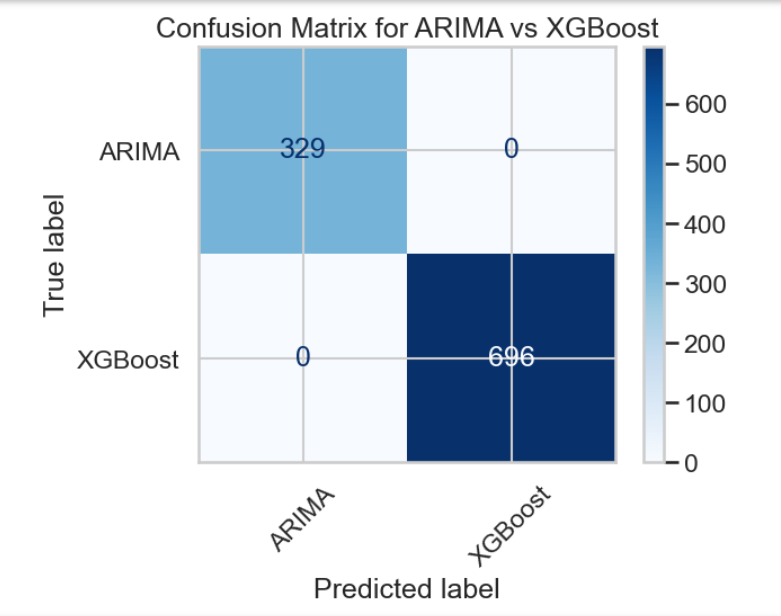 Confusion Matrix for ARIMA vs XGBoost
True label
ARIMA
329
0
XGBoost
0
696
600
500
400
300
200
100
0
ARIMA
XGBoost
Predicted label